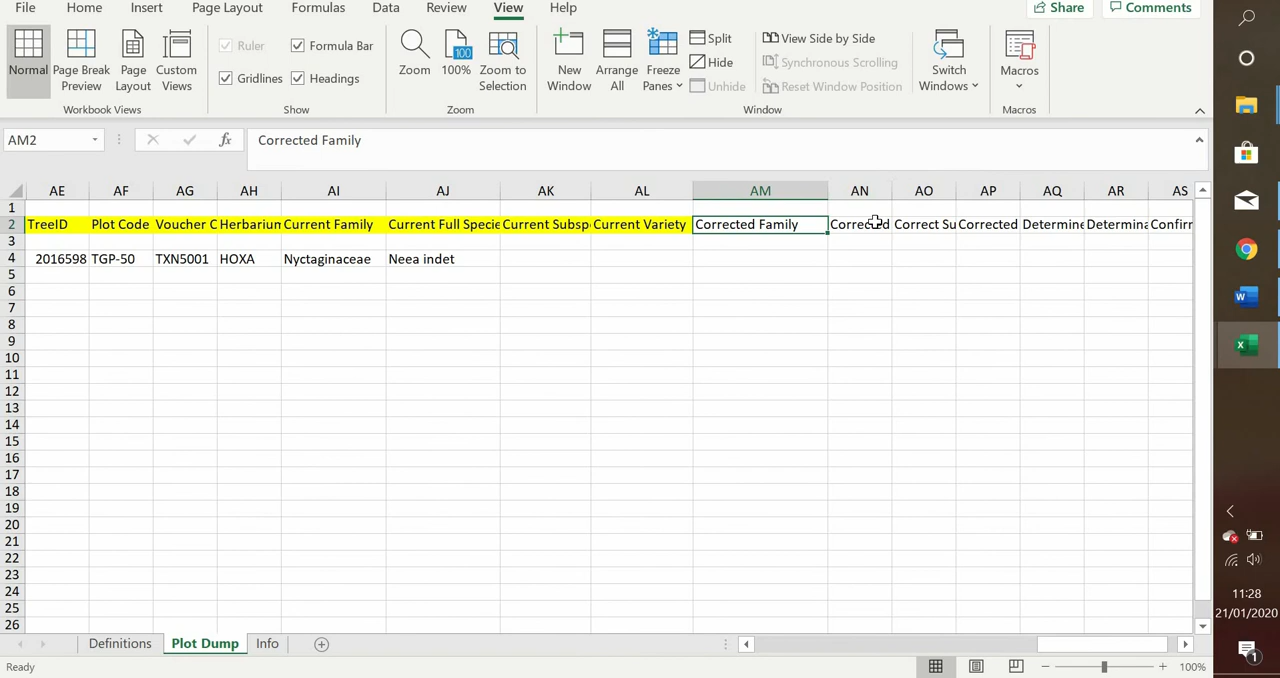 File Home Insert Page Layout Formulas Data Review View Help Share Comments
Normal Page Break Preview Page Layout Custom Views
Workbook Views
Ruler Formula Bar
Gridlines Headings
Show
Zoom 100% Zoom to Selection
Zoom
New Window Arrange All Freeze Panes
Split View Side by Side
Hide Synchronous Scrolling
Unhide Reset Window Position
Window
Switch Windows
Macros
Macros
AM2 fx Corrected Family
AE AF AG AH AI AJ AK AL AM AN AO AP AQ AR AS
1
2 TreeID Plot Code Voucher C Herbarium Current Family Current Full Specie Current Subsp Current Variety Corrected Family Corrected Correct Su Corrected Determine Determina Confirr
3
4 2016598 TGP-50 TXN5001 HOXA Nyctaginaceae Neea indet
5
6
7
8
9
10
11
12
13
14
15
16
17
18
19
20
21
22
23
24
25
26
Definitions Plot Dump Info
Ready 100%
W
X
11:28
21/01/2020
1